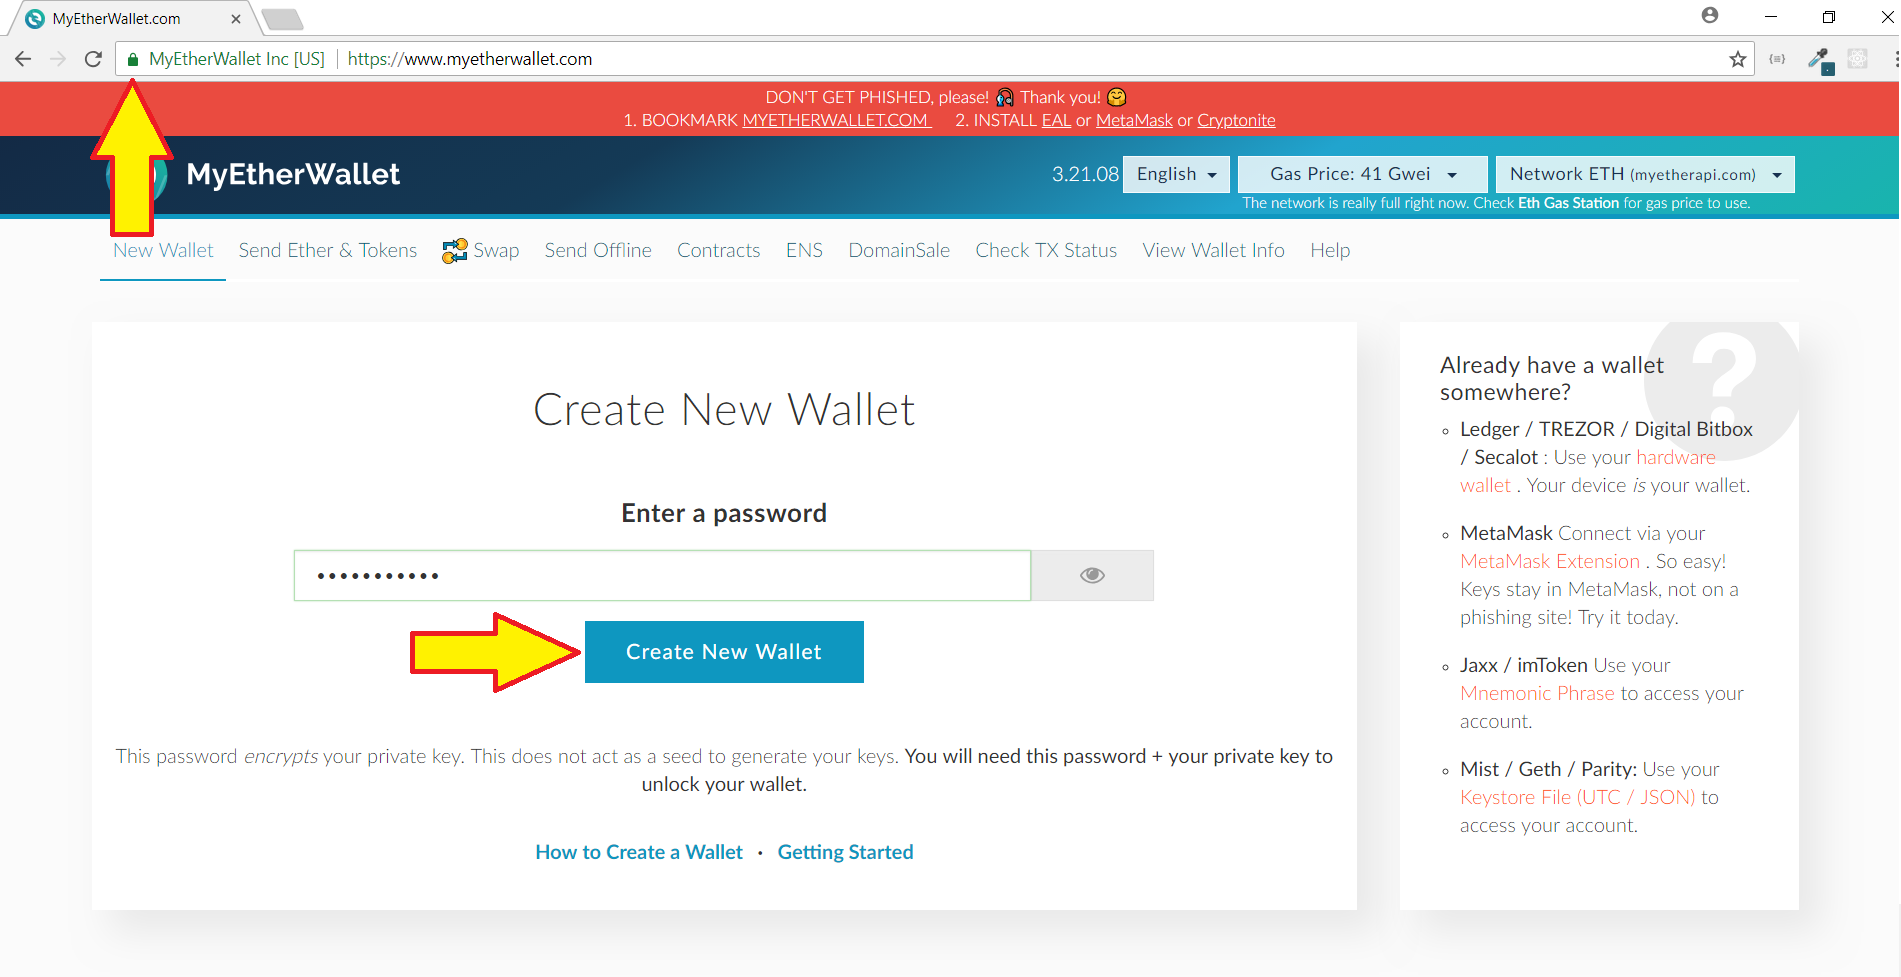 MyEtherWallet.com
MyEtherWallet Inc [US] https://www.myetherwallet.com
DON'T GET PHISHED, please! Thank you!
1. BOOKMARK MYETHERWALLET.COM 2. INSTALL EAL or MetaMask or Cryptonite
MyEtherWallet
3.21.08 English Gas Price: 41 Gwei Network ETH (myetherapi.com)
The network is really full right now. Check Eth Gas Station for gas price to use.
New Wallet Send Ether & Tokens Swap Send Offline Contracts ENS DomainSale Check TX Status View Wallet Info Help
Create New Wallet
Enter a password
Create New Wallet
This password encrypts your private key. This does not act as a seed to generate your keys. You will need this password + your private key to
unlock your wallet.
How to Create a Wallet · Getting Started
Already have a wallet
somewhere?
Ledger / TREZOR / Digital Bitbox
/ Secalot : Use your hardware
wallet . Your device is your wallet.
MetaMask Connect via your
MetaMask Extension . So easy!
Keys stay in MetaMask, not on a
phishing site! Try it today.
Jaxx / imToken Use your
Mnemonic Phrase to access your
account.
Mist / Geth / Parity: Use your
Keystore File (UTC / JSON) to
access your account.